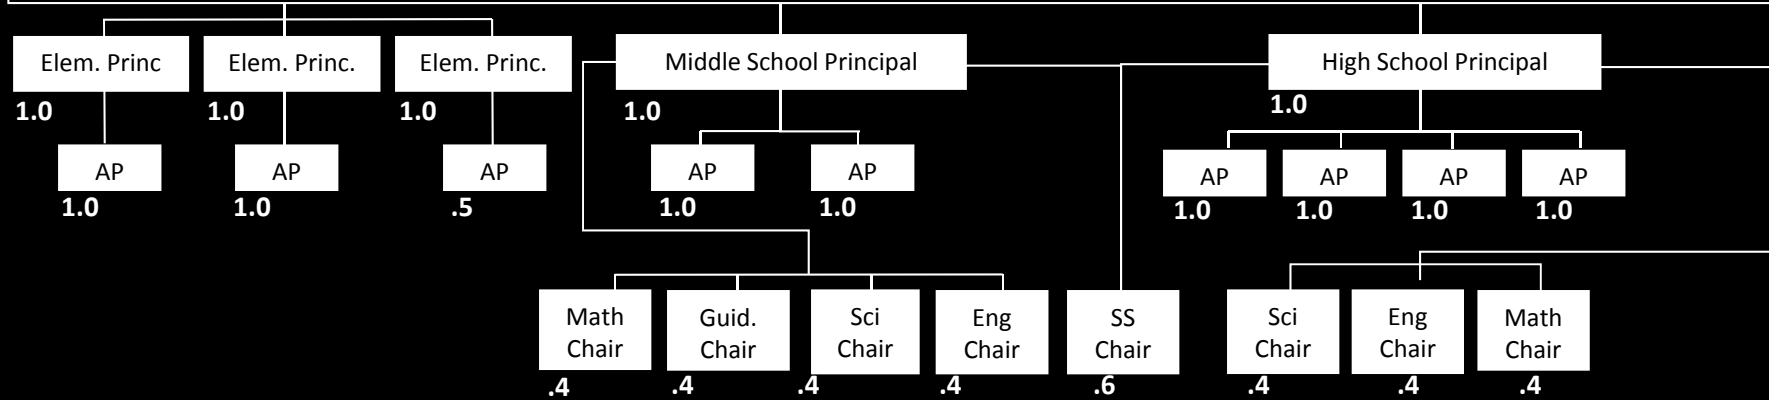 Elem. Princ
Elem. Princ.
Elem. Princ.
Middle School Principal
High School Principal
1.0
1.0
1.0
1.0
1.0
AP
AP
AP
AP
AP
AP
AP
AP
AP
1.0
1.0
.5
1.0
1.0
1.0
1.0
1.0
1.0
Math
Chair
Guid.
Chair
Sci
Chair
Eng
Chair
SS
Chair
Sci
Chair
Eng
Chair
Math
Chair
.4
.4
.4
.4
.6
.4
.4
.4